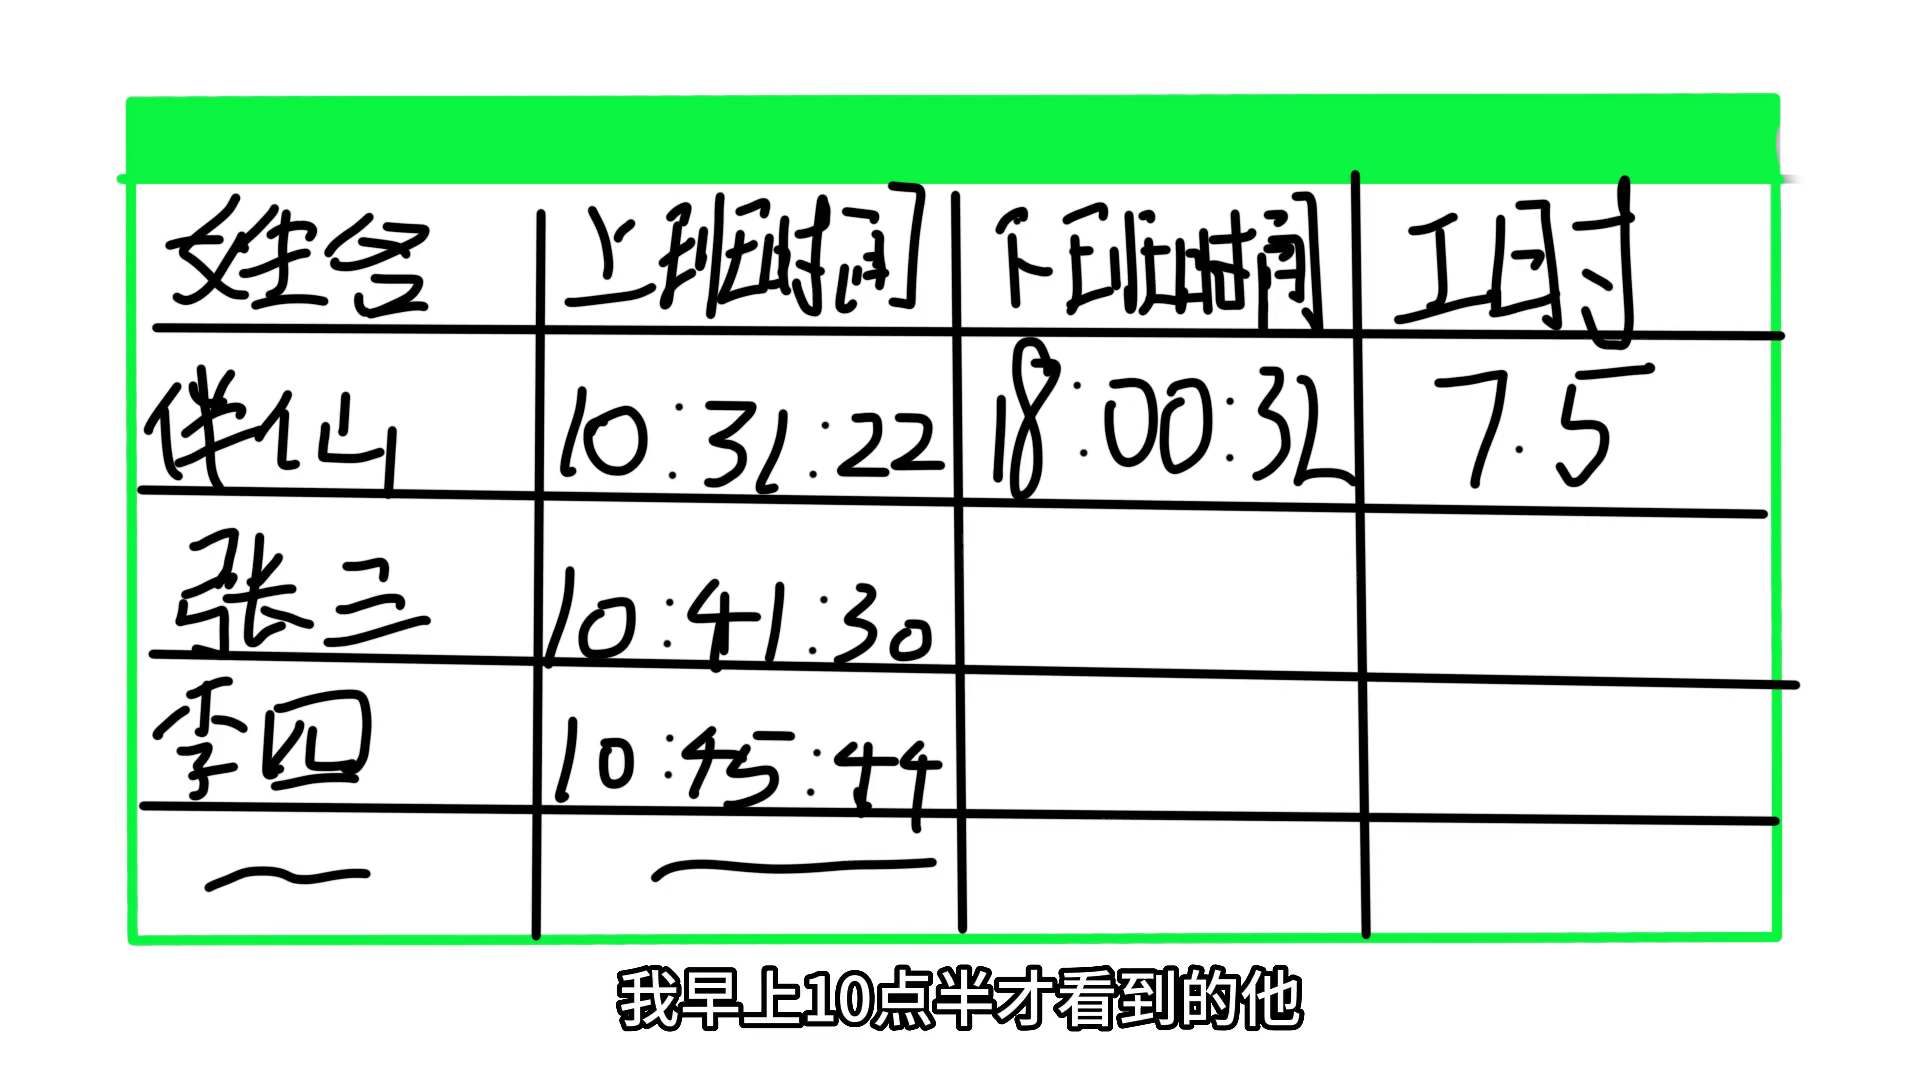 姓名 上班时间 下班时间 工时
伴仙 10:31:22 18:00:32 7.5
张三 10:41:30
李四 10:45:44
我早上10点半才看到的他